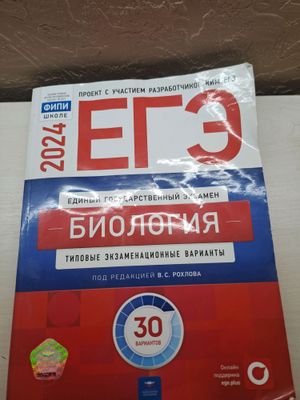 ПРОЕКТ С УЧАСТИЕМ РАЗРАБОТЧИКОВ КИМ ЕГЭ
ФИПИ
ШКОЛЕ
2024
ЕГЭ
ЕДИНЫЙ ГОСУДАРСТВЕННЫЙ ЭКЗАМЕН
БИОЛОГИЯ
ТИПОВЫЕ ЭКЗАМЕНАЦИОННЫЕ ВАРИАНТЫ
ПОД РЕДАКЦИЕЙ В.С. РОХЛОВА
30
ВАРИАНТОВ
Онлайн
поддержка
ege.plus